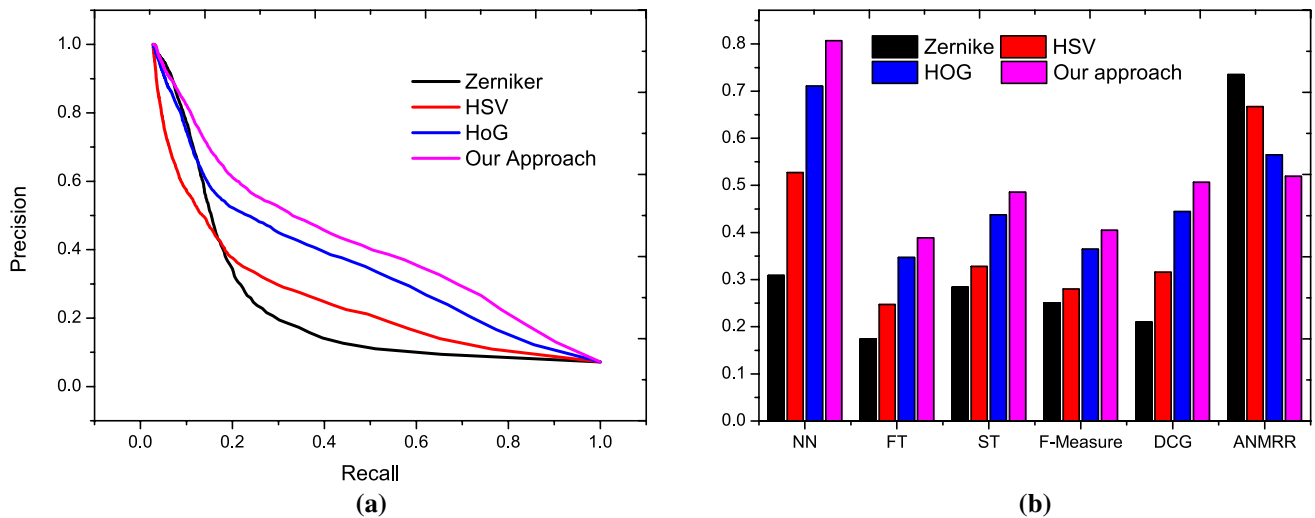 1.0
0.8
0.6
0.4
0.2
0.0
Precision
Zerniker
HSV
HoG
Our Approach
0.0 0.2 0.4 0.6 0.8 1.0
Recall
(a)
0.8
0.7
0.6
0.5
0.4
0.3
0.2
0.1
0.0
Zernike HSV
HOG Our approach
NN FT ST F-Measure DCG ANMRR
(b)